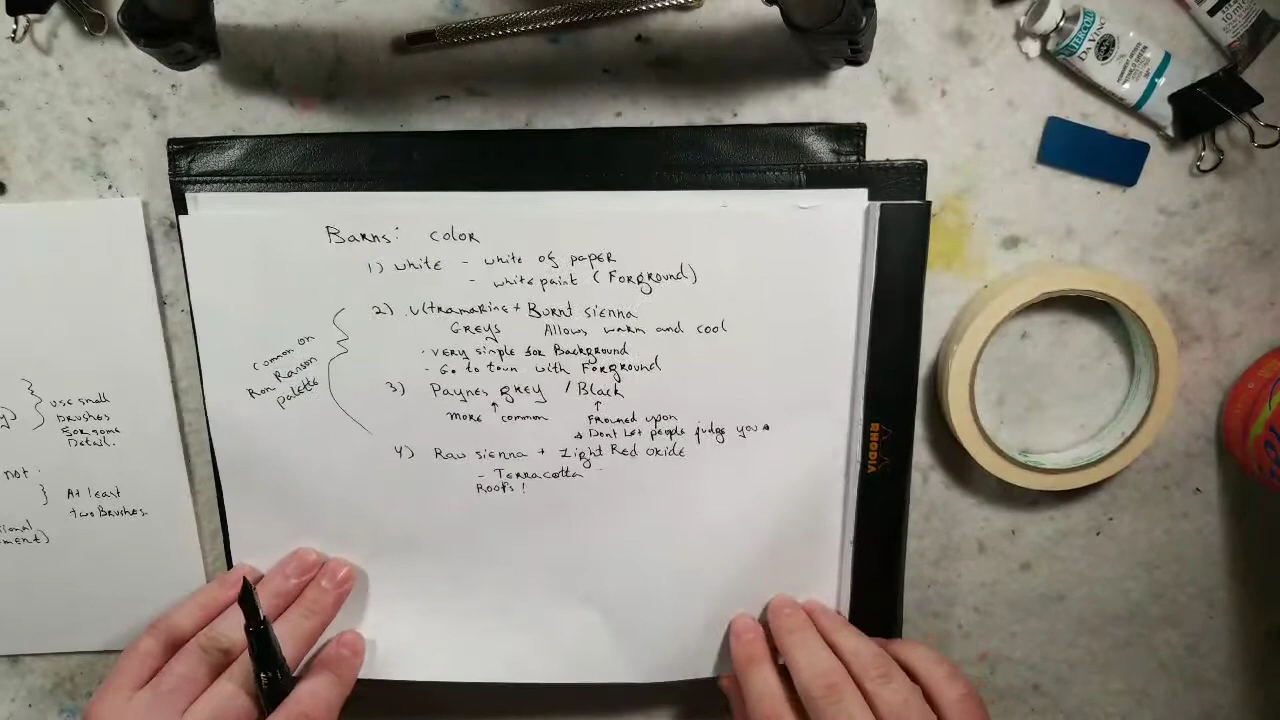 Barns: color
1) white - white of paper
- white paint (Forground)
2) Ultramarine + Burnt sienna
Greys Allows warm and cool
· Very simple for Background
- Go to town with Forground
3) Paynes grey / Black
More common
Frowned upon
Dont Let people judge you
4) Raw sienna + Light Red oxide
- Terracotta
Roofs!
common on
Ron Ranson
palette
use small
brushes
for some
Detail.
not
At least
two Brushes.
RHODIA
WATERCOLOR
DA VINCI